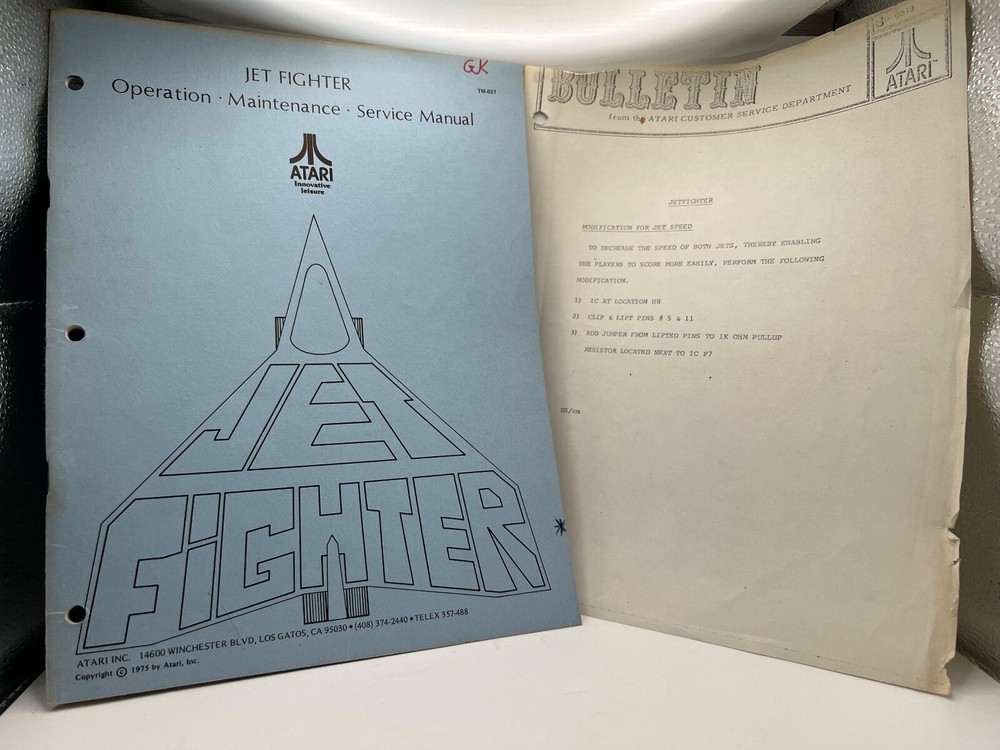 JET FIGHTER
GK
TM-027
Operation · Maintenance · Service Manual
ATARI
Innovative
leisure
JET
FIGHTER
ATARI INC. 14600 WINCHESTER BLVD, LOS GATOS, CA 95030 • (408) 374-2440 • TELEX 357-488
Copyright © 1975 by Atari, Inc.
BULLETIN
from the ATARI CUSTOMER SERVICE DEPARTMENT
ATARI™
JETFIGHTER
MODIFICATION FOR JET SPEED
TO DECREASE THE SPEED OF BOTH JETS, THEREBY ENABLING
THE PLAYERS TO SCORE MORE EASILY, PERFORM THE FOLLOWING
MODIFICATION.
1) IC AT LOCATION H8
2) CLIP & LIFT PINS # 5 & 11
3) ADD JUMPER FROM LIFTED PINS TO 1K OHM PULLUP
RESISTOR LOCATED NEXT TO IC F7